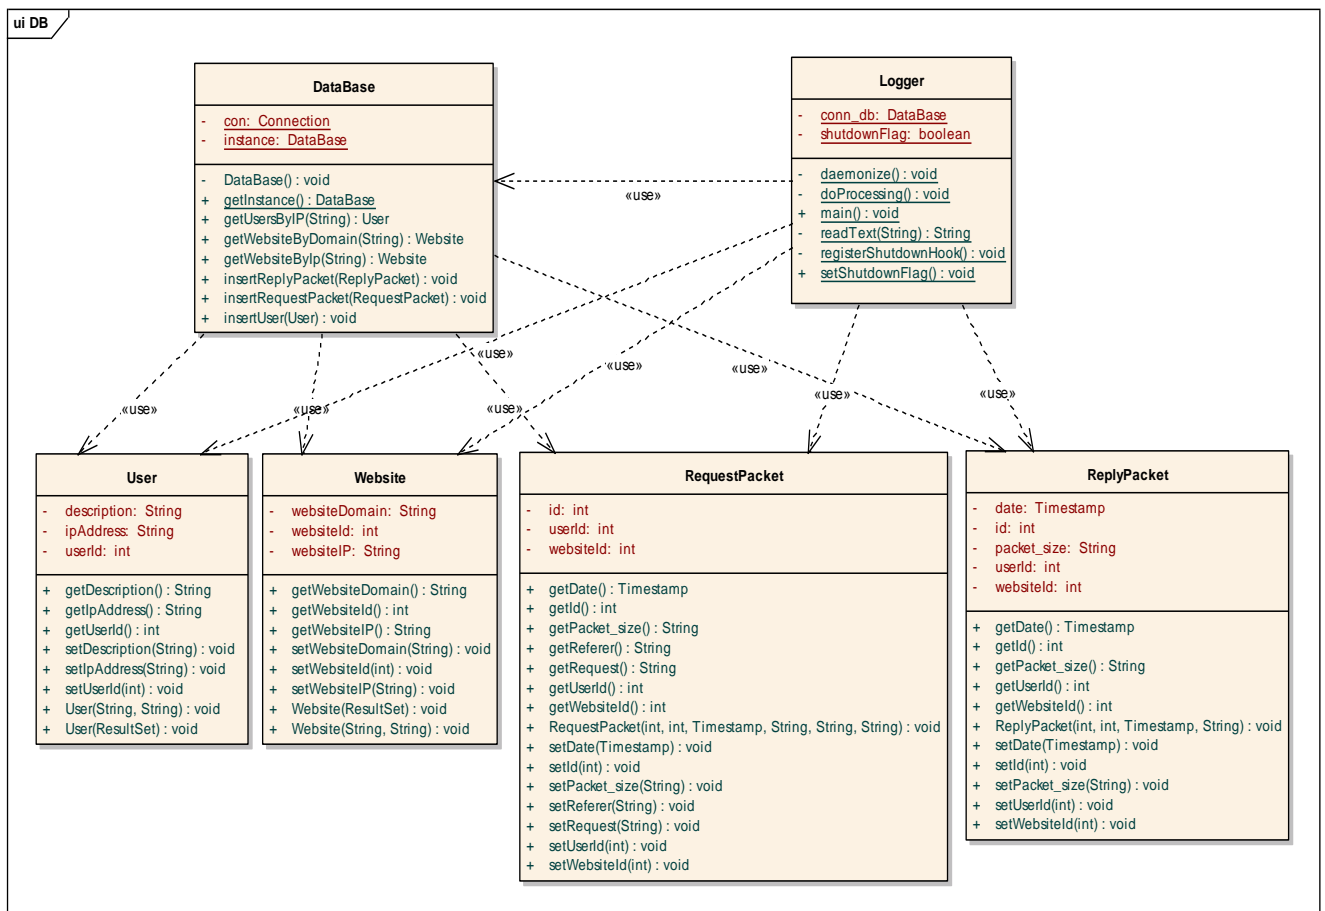 ui DB
DataBase
- con: Connection
- instance: DataBase
- DataBase() : void
+ getInstance() : DataBase
+ getUsersByIP(String) : User
+ getWebsiteByDomain(String) : Website
+ getWebsiteByIp(String) : Website
+ insertReplyPacket(ReplyPacket) : void
+ insertRequestPacket(RequestPacket) : void
+ insertUser(User) : void
Logger
- conn_db: DataBase
- shutdownFlag: boolean
- daemonize() : void
- doProcessing() : void
+ main() : void
- readText(String) : String
- registerShutdownHook() : void
+ setShutdownFlag() : void
«use»
«use»
«use»
«use»
«use»
«use»
«use»
«use»
«use»
User
- description: String
- ipAddress: String
- userId: int
+ getDescription() : String
+ getIpAddress() : String
+ getUserId() : int
+ setDescription(String) : void
+ setIpAddress(String) : void
+ setUserId(int) : void
+ User(String, String) : void
+ User(ResultSet) : void
Website
- websiteDomain: String
- websiteId: int
- websiteIP: String
+ getWebsiteDomain() : String
+ getWebsiteId() : int
+ getWebsiteIP() : String
+ setWebsiteDomain(String) : void
+ setWebsiteId(int) : void
+ setWebsiteIP(String) : void
+ Website(ResultSet) : void
+ Website(String, String) : void
RequestPacket
- id: int
- userId: int
- websiteId: int
+ getDate() : Timestamp
+ getId() : int
+ getPacket_size() : String
+ getReferer() : String
+ getRequest() : String
+ getUserId() : int
+ getWebsiteId() : int
+ RequestPacket(int, int, Timestamp, String, String, String) : void
+ setDate(Timestamp) : void
+ setId(int) : void
+ setPacket_size(String) : void
+ setReferer(String) : void
+ setRequest(String) : void
+ setUserId(int) : void
+ setWebsiteId(int) : void
ReplyPacket
- date: Timestamp
- id: int
- packet_size: String
- userId: int
- websiteId: int
+ getDate() : Timestamp
+ getId() : int
+ getPacket_size() : String
+ getUserId() : int
+ getWebsiteId() : int
+ ReplyPacket(int, int, Timestamp, String) : void
+ setDate(Timestamp) : void
+ setId(int) : void
+ setPacket_size(String) : void
+ setUserId(int) : void
+ setWebsiteId(int) : void